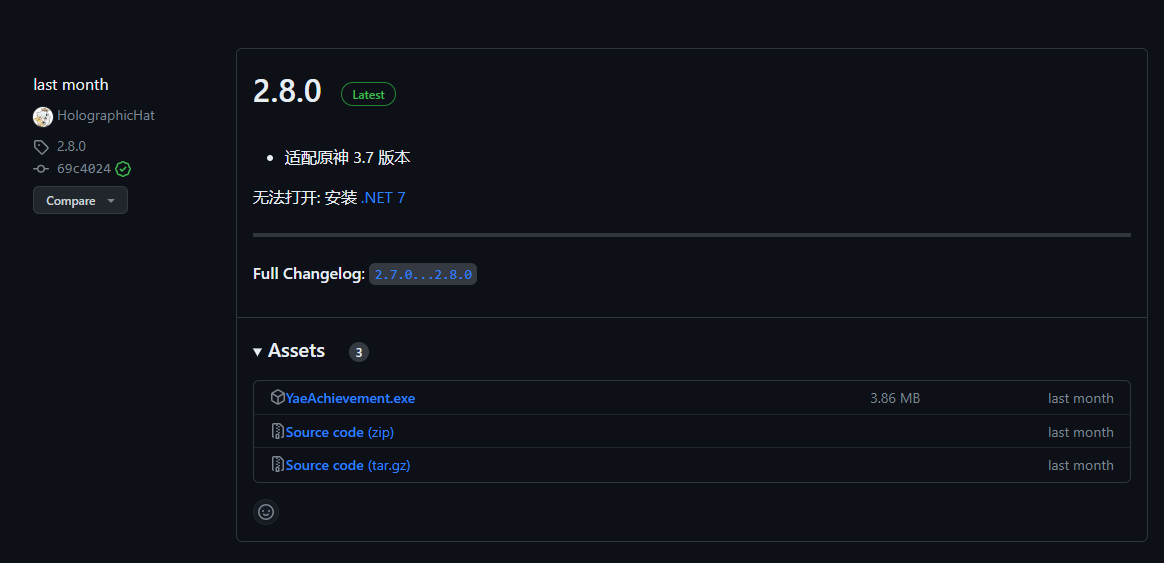 last month
HolographicHat
2.8.0
69c4024
Compare
2.8.0 Latest
适配原神 3.7 版本
无法打开: 安装 .NET 7
Full Changelog: 2.7.0...2.8.0
Assets 3
YaeAchievement.exe 3.86 MB last month
Source code (zip) last month
Source code (tar.gz) last month